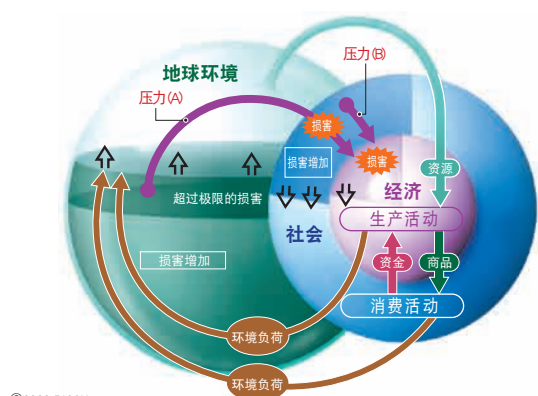 压力(B)
地球环境
压力(A)
损害
损害增加
损害
资源
经济
超过极限的损害
生产活动
社会
损害增加
资金
商品
消费活动
环境负荷
环境负荷